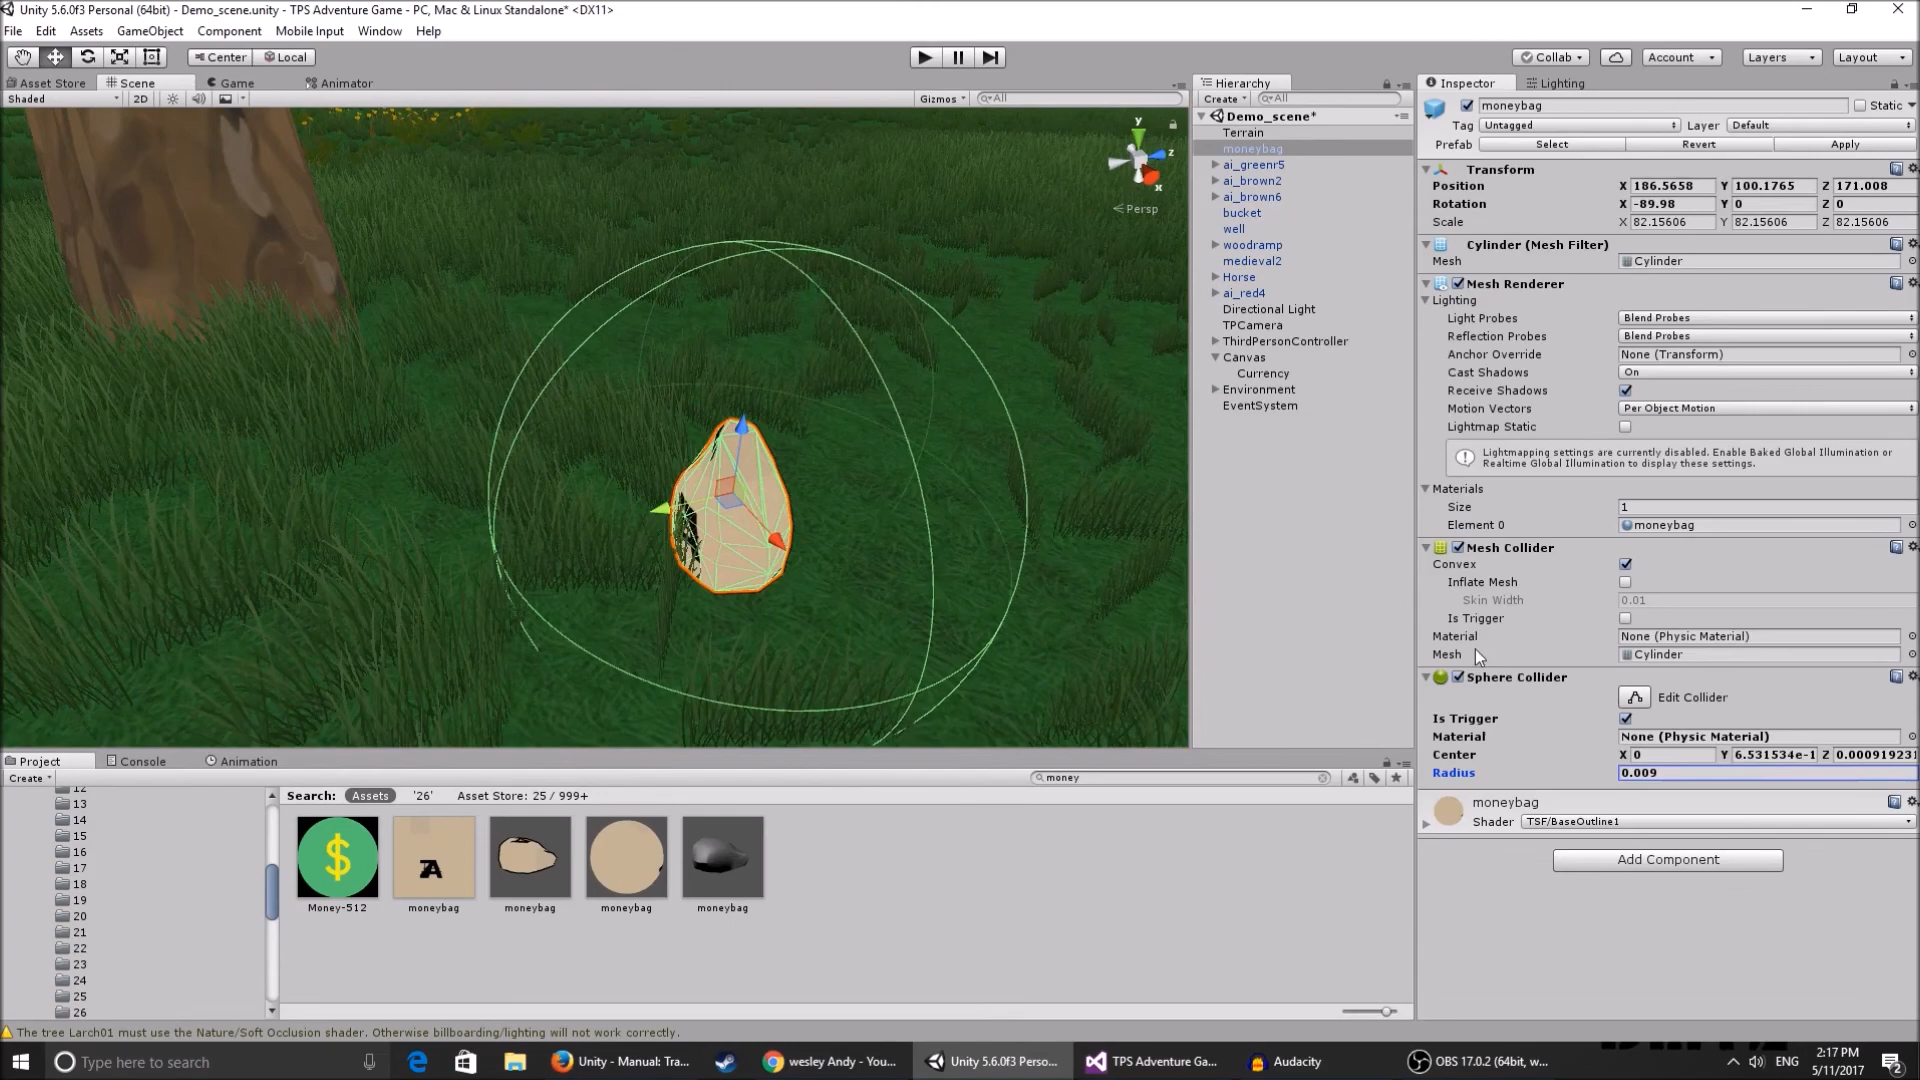 Unity 5.6.0f3 Personal (64bit) - Demo_scene.unity - TPS Adventure Game - PC, Mac & Linux Standalone* <DX11>
File Edit Assets GameObject Component Mobile Input Window Help
Center Local Collab Account Layers Layout
Asset Store Scene Game Animator
Shaded 2D Gizmos All
y
z
x
Persp
Hierarchy
Create All
Demo_scene*
Terrain
moneybag
ai_greenr5
ai_brown2
ai_brown6
bucket
well
woodramp
medieval2
Horse
ai_red4
Directional Light
TPCamera
ThirdPersonController
Canvas
Currency
Environment
EventSystem
Inspector Lighting
moneybag Static
Tag Untagged Layer Default
Prefab Select Revert Apply
Transform
Position X 186.5658 Y 100.1765 Z 171.008
Rotation X -89.98 Y 0 Z 0
Scale X 82.15606 Y 82.15606 Z 82.15606
Cylinder (Mesh Filter)
Mesh Cylinder
Mesh Renderer
Lighting
Light Probes Blend Probes
Reflection Probes Blend Probes
Anchor Override None (Transform)
Cast Shadows On
Receive Shadows
Motion Vectors Per Object Motion
Lightmap Static
Lightmapping settings are currently disabled. Enable Baked Global Illumination or
Realtime Global Illumination to display these settings.
Materials
Size 1
Element 0 moneybag
Mesh Collider
Convex
Inflate Mesh
Skin Width 0.01
Is Trigger
Material None (Physic Material)
Mesh Cylinder
Sphere Collider
Edit Collider
Is Trigger
Material None (Physic Material)
Center X 0 Y 6.531534e-1 Z 0.000919231
Radius 0.009
moneybag
Shader TSF/BaseOutline1
Add Component
Project Console Animation
Create money
12
13
14
15
16
17
18
19
20
21
22
23
24
25
26
Search: Assets '26' Asset Store: 25 / 999+
$ A
Money-512 moneybag moneybag moneybag moneybag
The tree Larch01 must use the Nature/Soft Occlusion shader. Otherwise billboarding/lighting will not work correctly.
Type here to search
Unity - Manual: Tra...
wesley Andy - You...
Unity 5.6.0f3 Perso...
TPS Adventure Ga...
Audacity
OBS 17.0.2 (64bit, w...
ENG
2:17 PM
5/11/2017
2